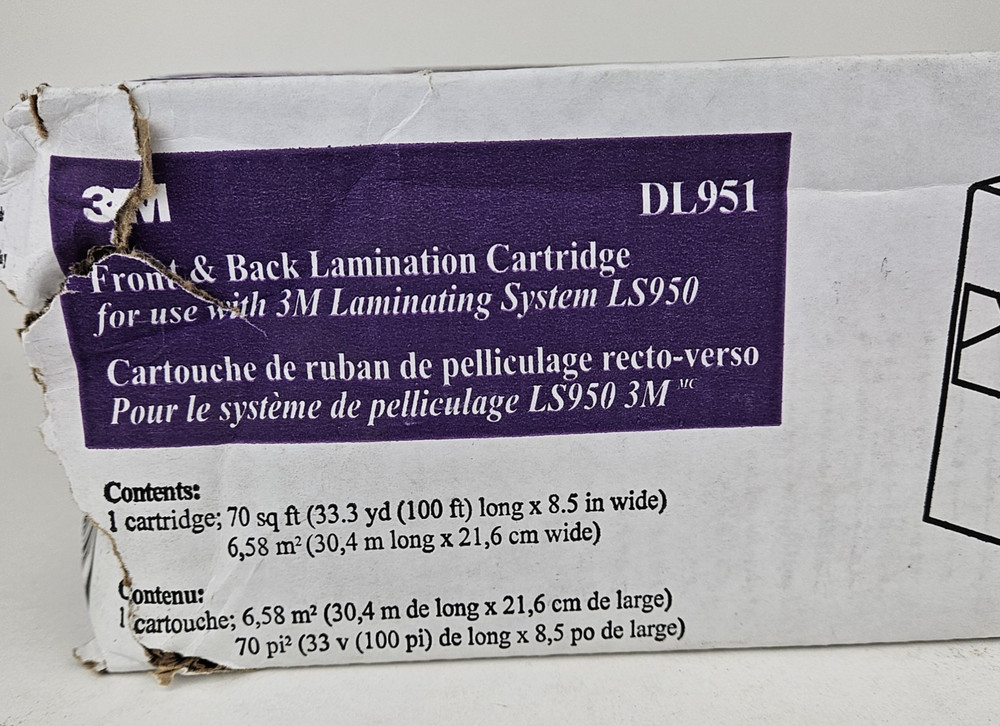 3M
DL951
Front & Back Lamination Cartridge
for use with 3M Laminating System LS950
Cartouche de ruban de pelliculage recto-verso
Pour le système de pelliculage LS950 3M MC
Contents:
1 cartridge; 70 sq ft (33.3 yd (100 ft) long x 8.5 in wide)
6,58 m² (30,4 m long x 21,6 cm wide)
Contenu:
1 cartouche; 6,58 m² (30,4 m de long x 21,6 cm de large)
70 pi² (33 v (100 pi) de long x 8,5 po de large)